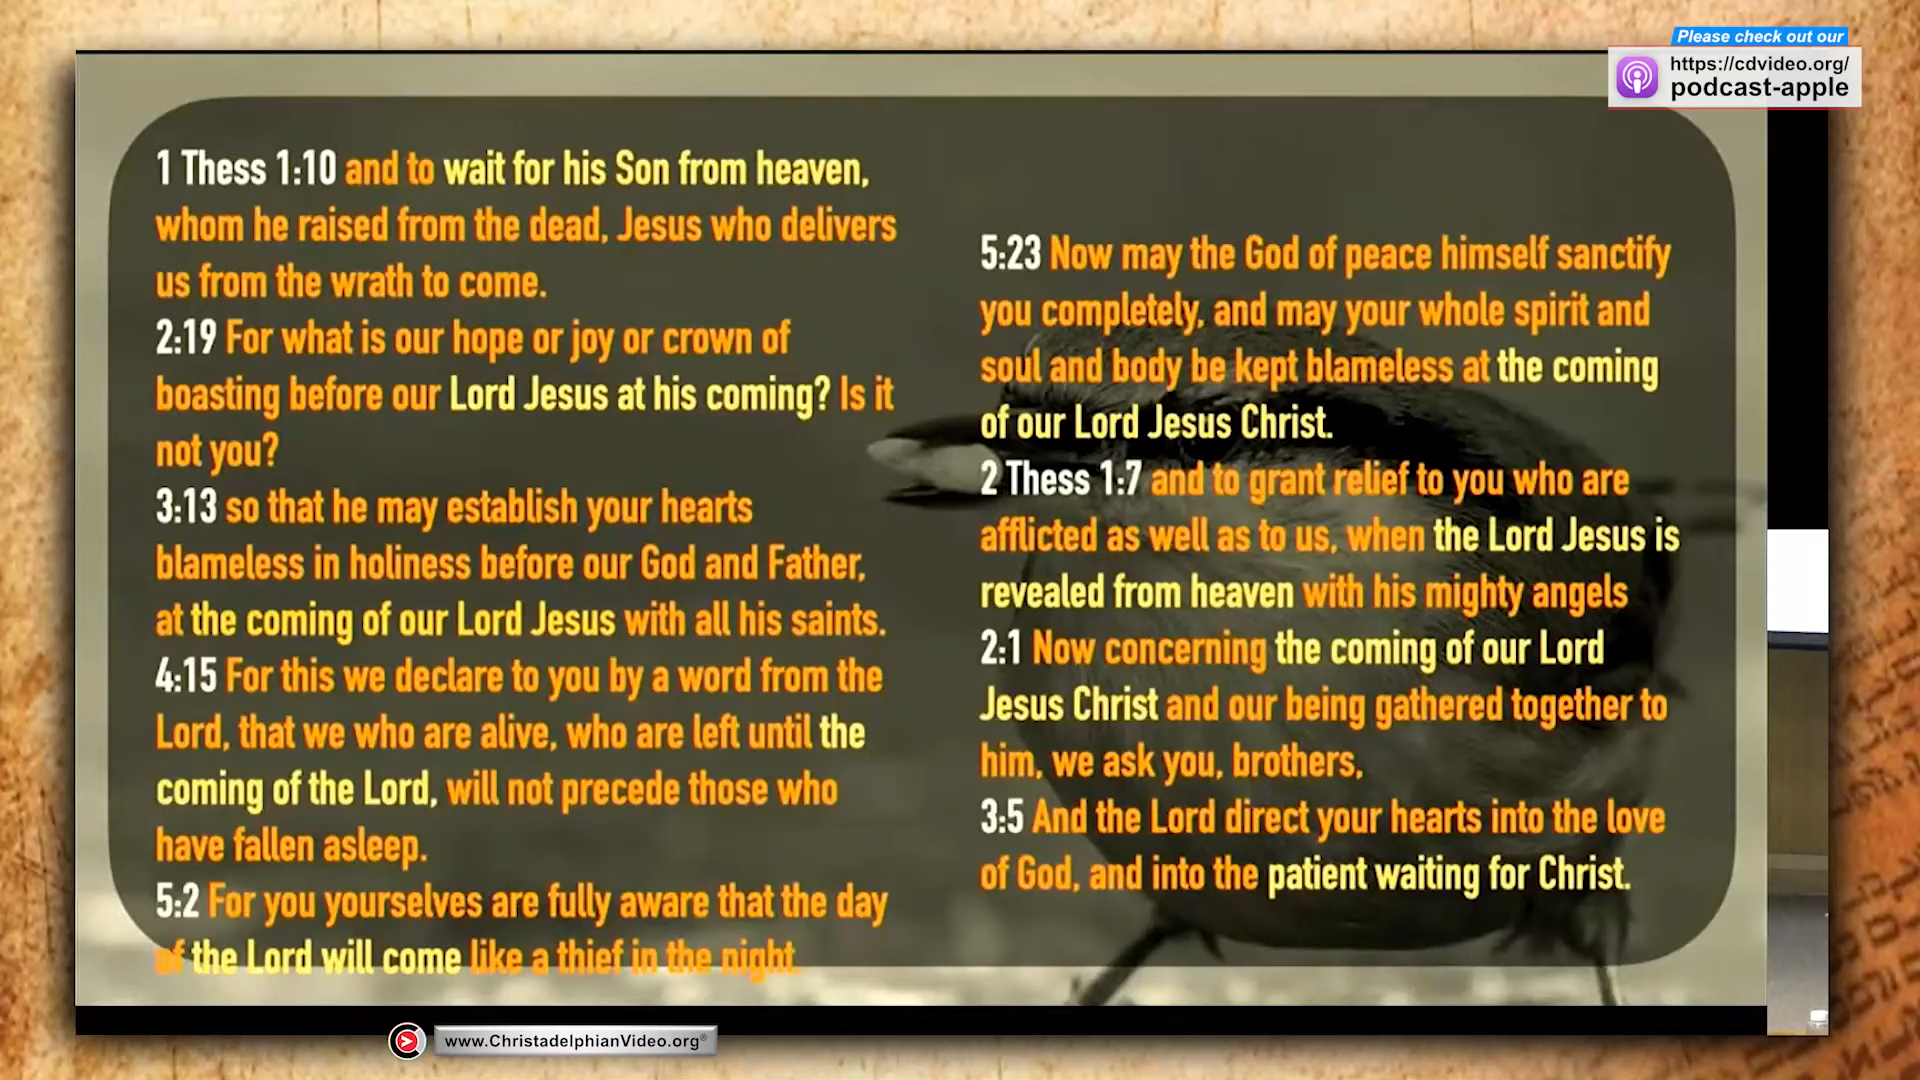 Please check out our
https://cdvideo.org/
podcast-apple
1 Thess 1:10 and to wait for his Son from heaven,
whom he raised from the dead, Jesus who delivers
us from the wrath to come.
2:19 For what is our hope or joy or crown of
boasting before our Lord Jesus at his coming? Is it
not you?
3:13 so that he may establish your hearts
blameless in holiness before our God and Father,
at the coming of our Lord Jesus with all his saints.
4:15 For this we declare to you by a word from the
Lord, that we who are alive, who are left until the
coming of the Lord, will not precede those who
have fallen asleep.
5:2 For you yourselves are fully aware that the day
of the Lord will come like a thief in the night.
5:23 Now may the God of peace himself sanctify
you completely, and may your whole spirit and
soul and body be kept blameless at the coming
of our Lord Jesus Christ.
2 Thess 1:7 and to grant relief to you who are
afflicted as well as to us, when the Lord Jesus is
revealed from heaven with his mighty angels
2:1 Now concerning the coming of our Lord
Jesus Christ and our being gathered together to
him, we ask you, brothers,
3:5 And the Lord direct your hearts into the love
of God, and into the patient waiting for Christ.
www.ChristadelphianVideo.org®